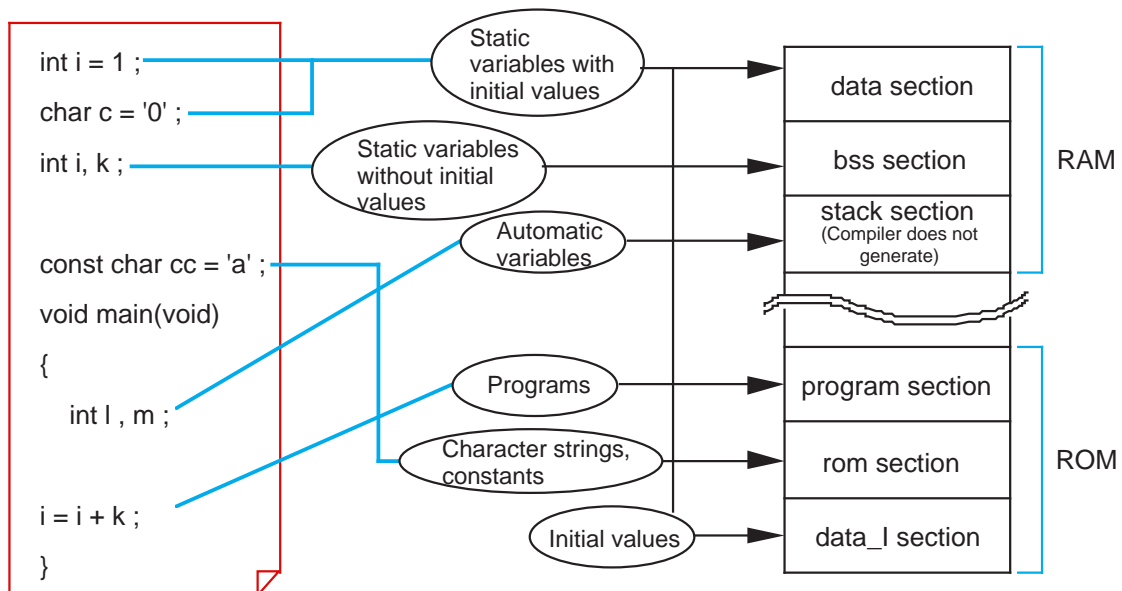 int i = 1 ;
char c = '0' ;
int i, k ;
const char cc = 'a' ;
void main(void)
{
int l , m ;
i = i + k ;
}
Static
variables with
initial values
Static variables
without initial
values
Automatic
variables
Programs
Character strings,
constants
Initial values
data section
bss section
stack section
(Compiler does not
generate)
program section
rom section
data_I section
RAM
ROM